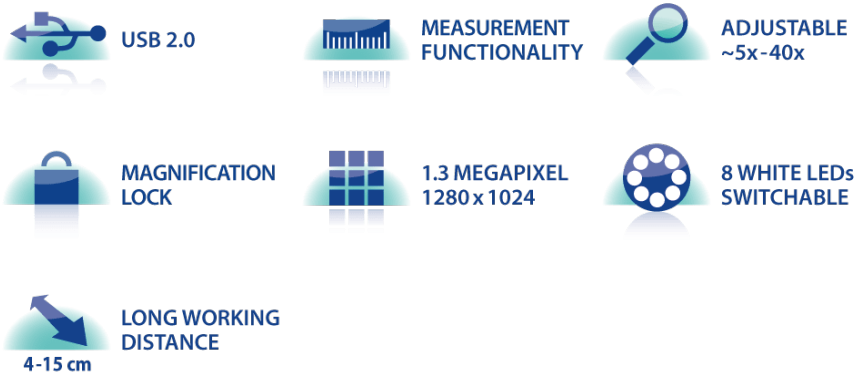 USB 2.0
MEASUREMENT
FUNCTIONALITY
ADJUSTABLE
~5x-40x
MAGNIFICATION
LOCK
1.3 MEGAPIXEL
1280 x 1024
8 WHITE LEDs
SWITCHABLE
LONG WORKING
DISTANCE
4-15 cm